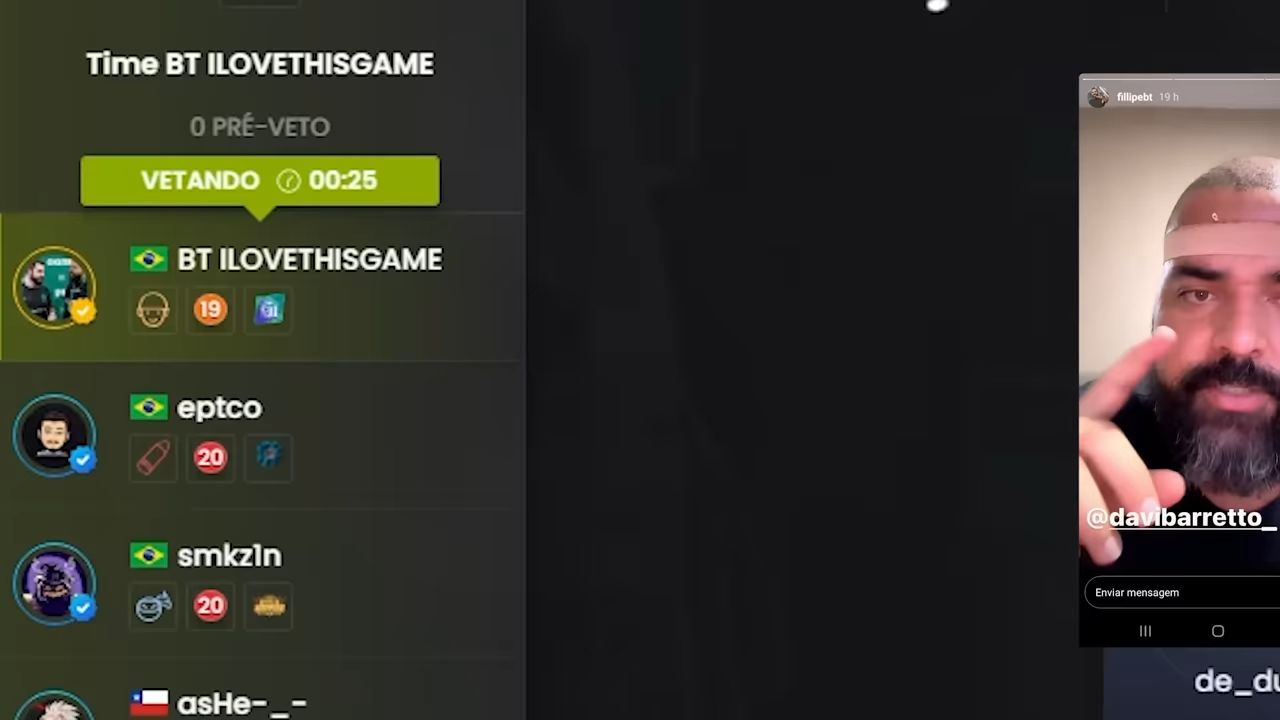 Time BT ILOVETHISGAME
0 PRÉ-VETO
VETANDO 00:25
BT ILOVETHISGAME
19
eptco
20
smkz1n
20
asHe-_-
fillipebt 19 h
@davibarretto_
Enviar mensagem
de_du